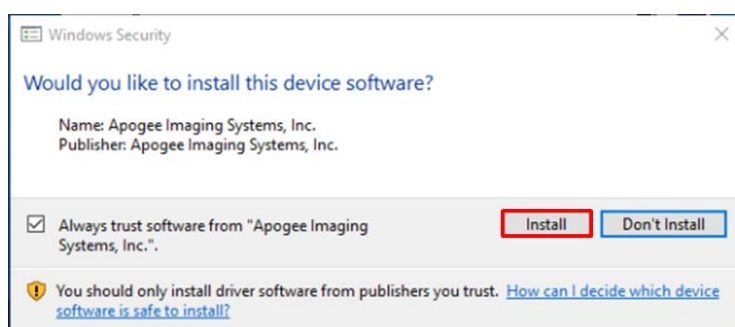 Windows Security
Would you like to install this device software?
Name: Apogee Imaging Systems, Inc.
Publisher: Apogee Imaging Systems, Inc.
Always trust software from "Apogee Imaging
Systems, Inc.".
Install
Don't Install
You should only install driver software from publishers you trust. How can I decide which device
software is safe to install?